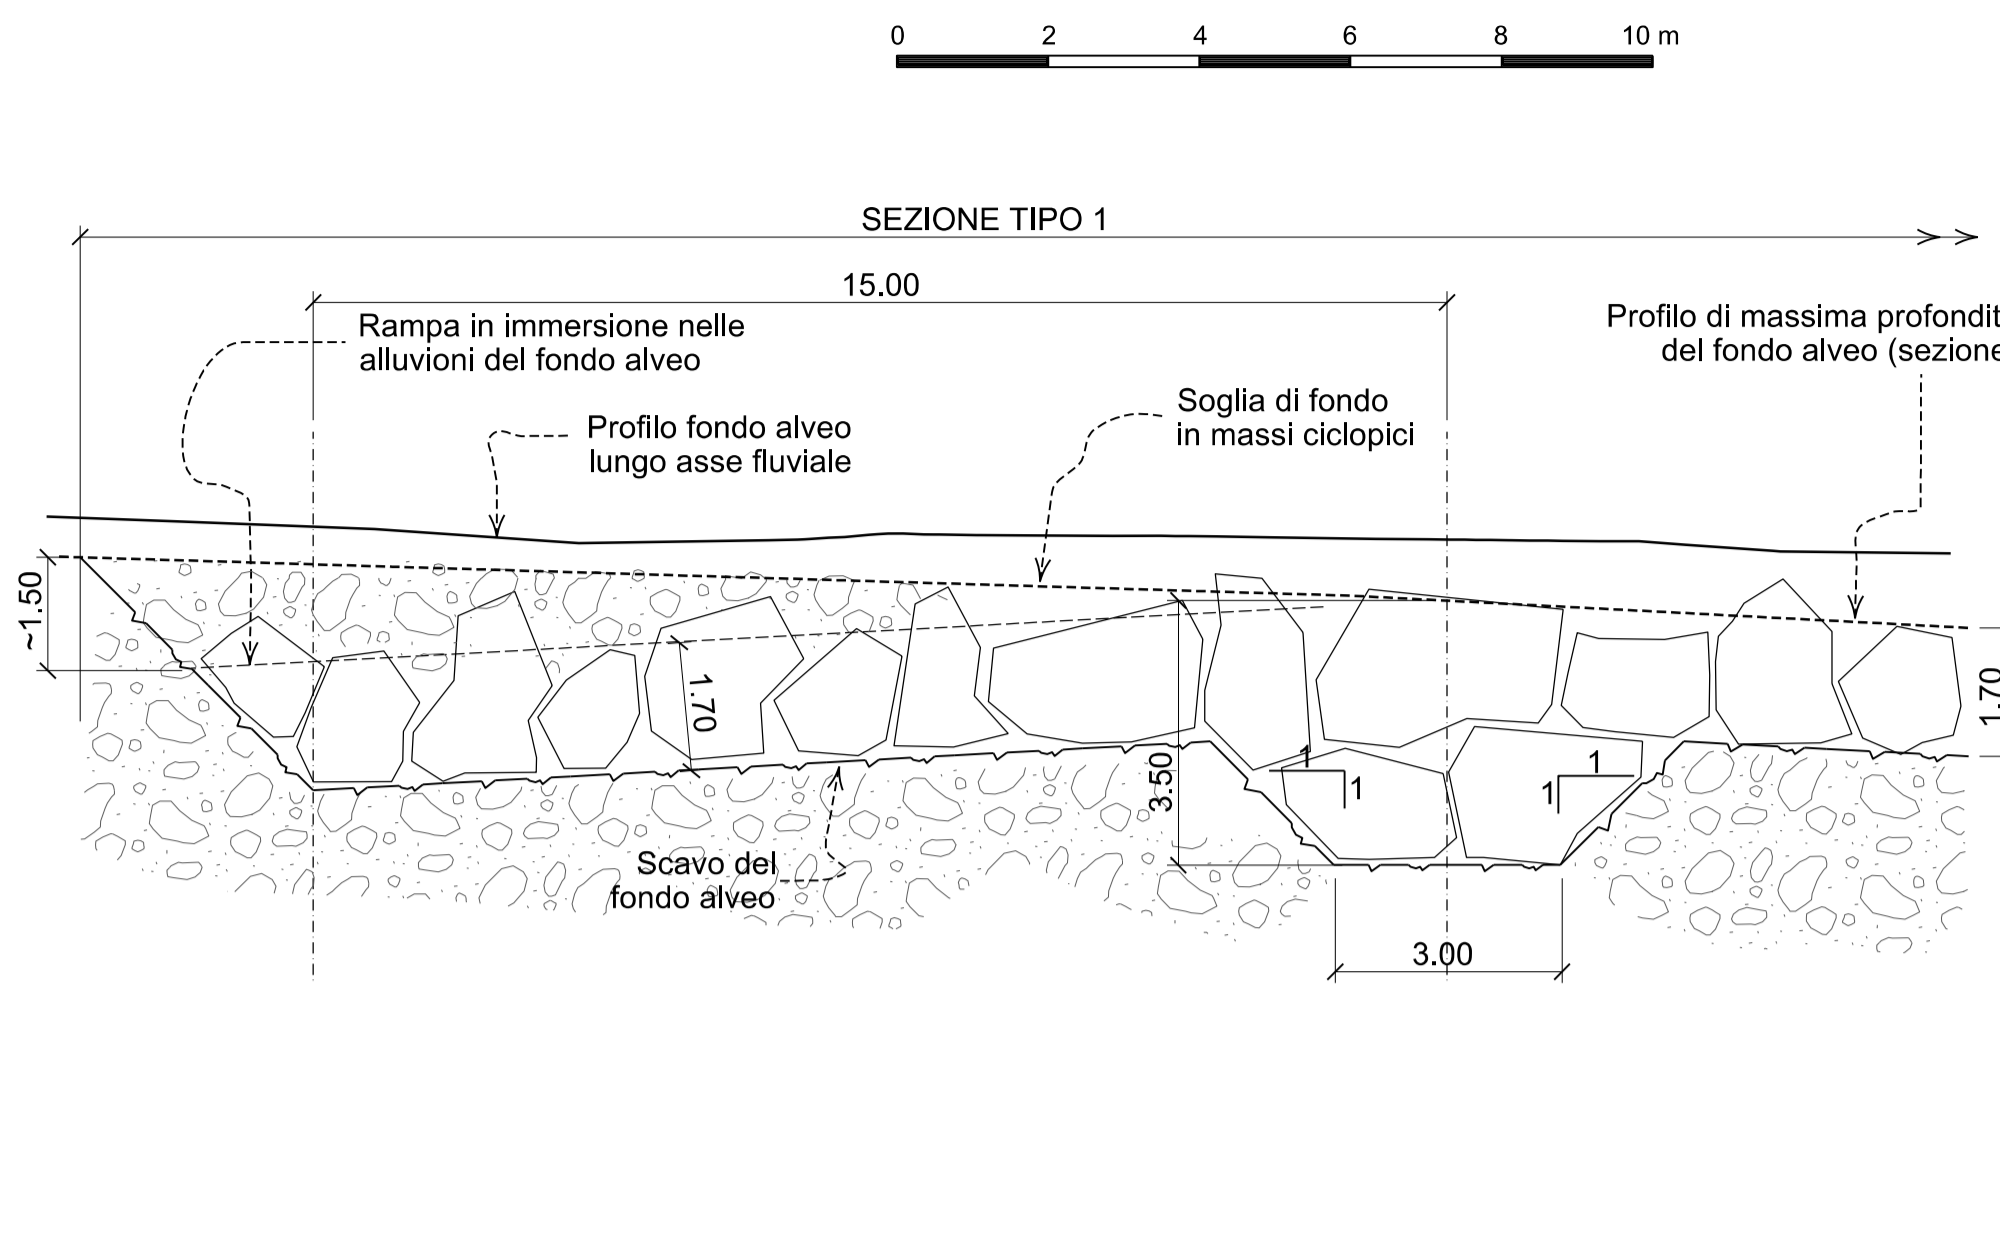 0 2 4 6 8 10 m
SEZIONE TIPO 1
15.00
Rampa in immersione nelle
alluvioni del fondo alveo
Profilo di massima profondit
del fondo alveo (sezione
Soglia di fondo
in massi ciclopici
Profilo fondo alveo
lungo asse fluviale
~1.50
1.70
1.70
3.50
1
1
1
1
Scavo del
fondo alveo
3.00